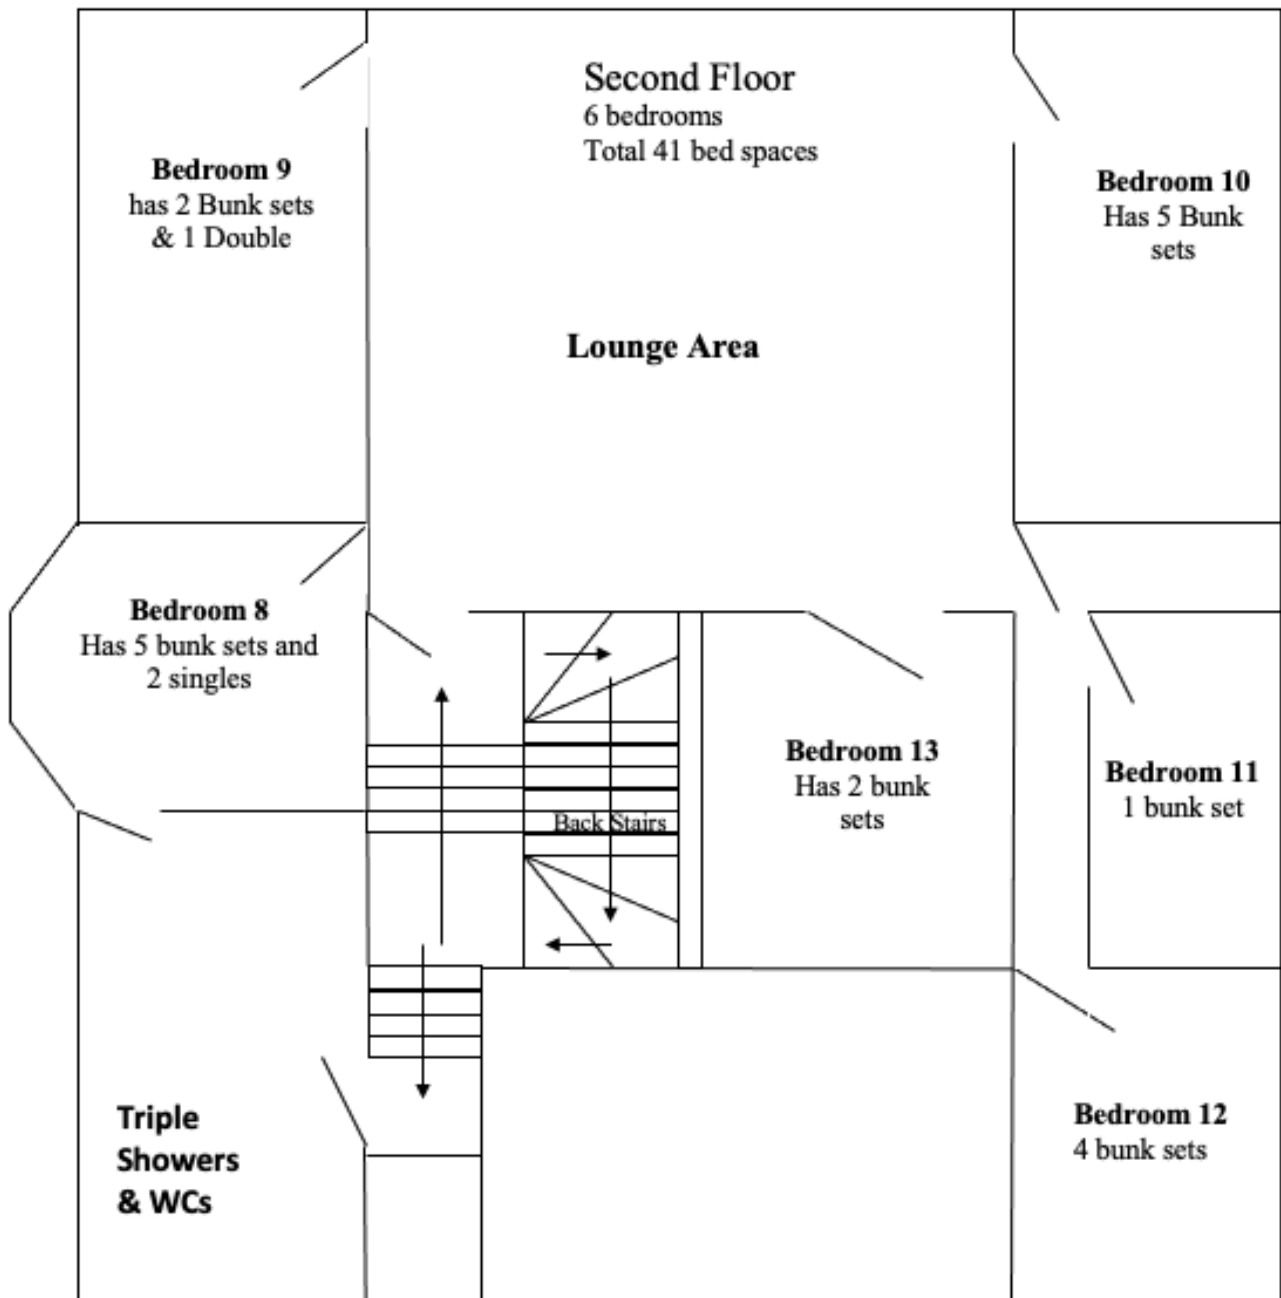 Second Floor
6 bedrooms
Total 41 bed spaces
Bedroom 9
has 2 Bunk sets
& 1 Double
Bedroom 10
Has 5 Bunk
sets
Lounge Area
Bedroom 8
Has 5 bunk sets and
2 singles
Bedroom 13
Has 2 bunk
sets
Bedroom 11
1 bunk set
Back Stairs
Triple
Showers
& WCs
Bedroom 12
4 bunk sets